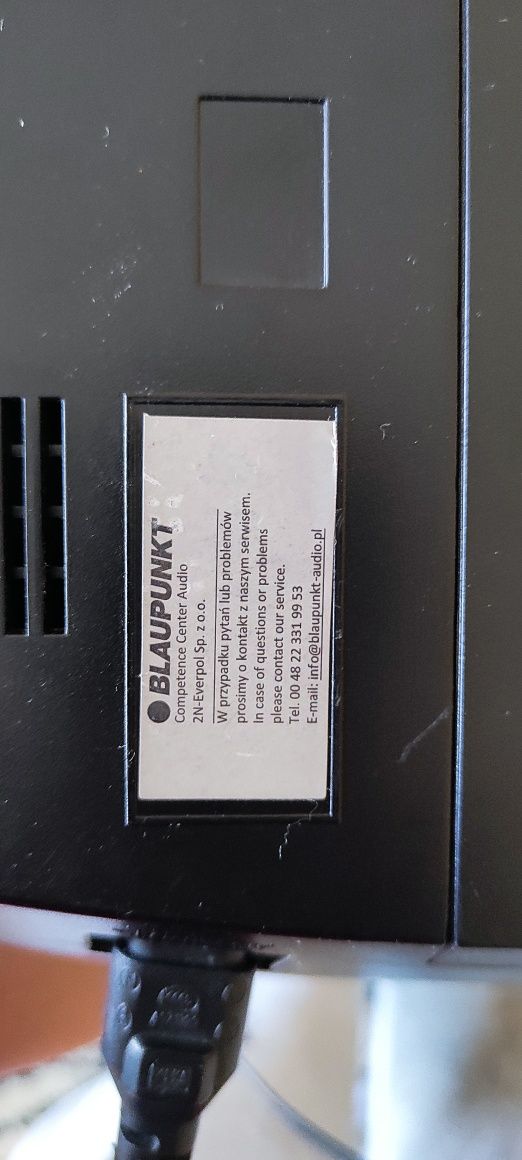 BLAUPUNKT
Competence Center Audio
2N-Everpol Sp. z o.o.
W przypadku pytań lub problemów
prosimy o kontakt z naszym serwisem.
In case of questions or problems
please contact our service.
Tel. 00 48 22 331 99 53
E-mail: info@blaupunkt-audio.pl